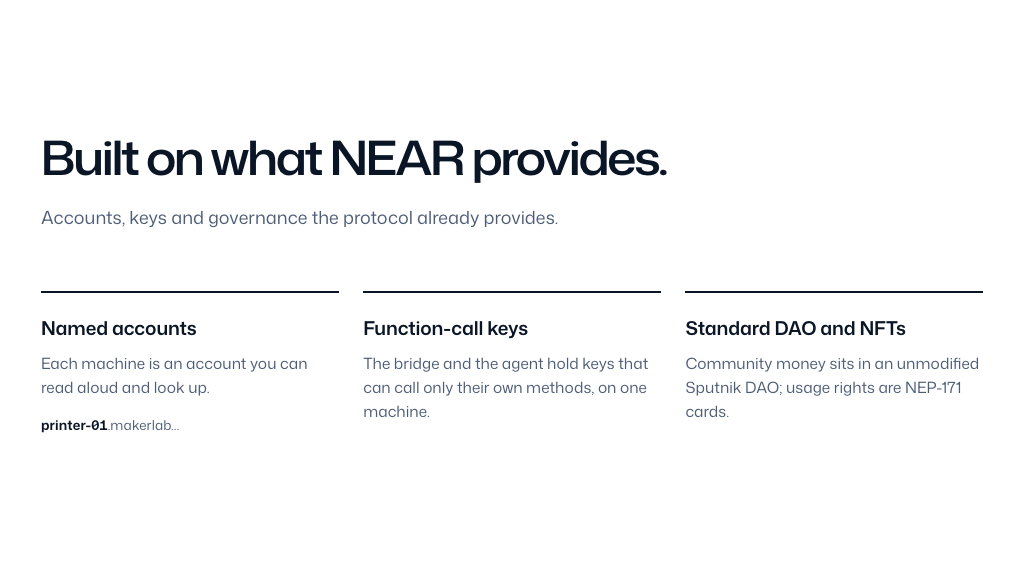 Built on what NEAR provides.
Accounts, keys and governance the protocol already provides.
Named accounts
Each machine is an account you can
read aloud and look up.
printer-01.makerlab...
Function-call keys
The bridge and the agent hold keys that
can call only their own methods, on one
machine.
Standard DAO and NFTs
Community money sits in an unmodified
Sputnik DAO; usage rights are NEP-171
cards.